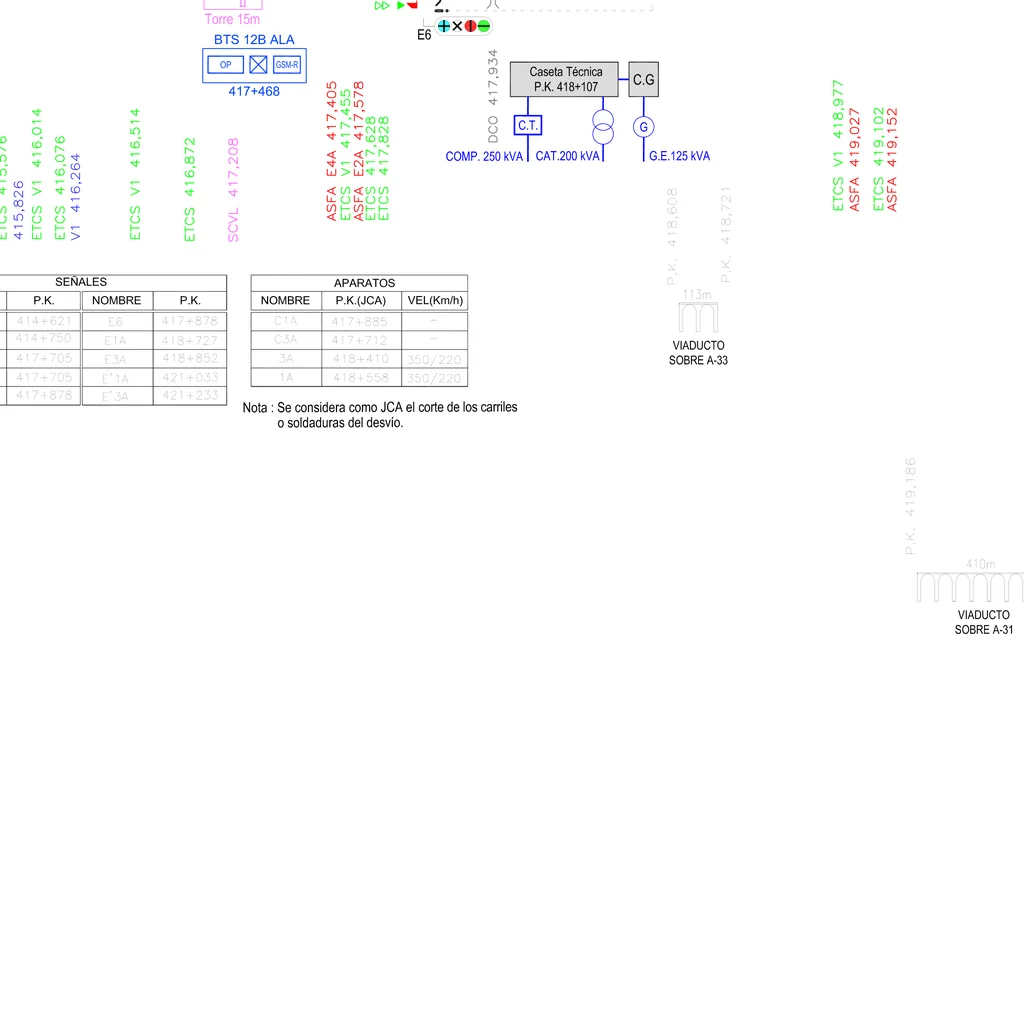 Torre 15m
E6
BTS 12B ALA
OP
GSM-R
417+468
DCO 417,934
Caseta Técnica
P.K. 418+107
C.G
C.T.
G
COMP. 250 kVA
CAT.200 kVA
G.E.125 kVA
415,826
ETCS V1 416,014
ETCS 416,076
V1 416,264
ETCS V1 416,514
ETCS 416,872
SCVL 417,208
ASFA E4A 417,405
ETCS V1 417,455
ASFA E2A 417,578
ETCS 417,628
ETCS 417,828
P.K. 418,608
P.K. 418,721
ETCS V1 418,977
ASFA 419,027
ETCS 419,102
ASFA 419,152
113m
VIADUCTO
SOBRE A-33
SEÑALES
P.K. NOMBRE P.K.
414+621 E6 417+878
414+750 E1A 418+727
417+705 E3A 418+852
417+705 E'1A 421+033
417+878 E'3A 421+233
APARATOS
NOMBRE P.K.(JCA) VEL(Km/h)
C1A 417+885 –
C3A 417+712 –
3A 418+410 350/220
1A 418+558 350/220
Nota : Se considera como JCA el corte de los carriles
o soldaduras del desvío.
P.K. 419,186
410m
VIADUCTO
SOBRE A-31